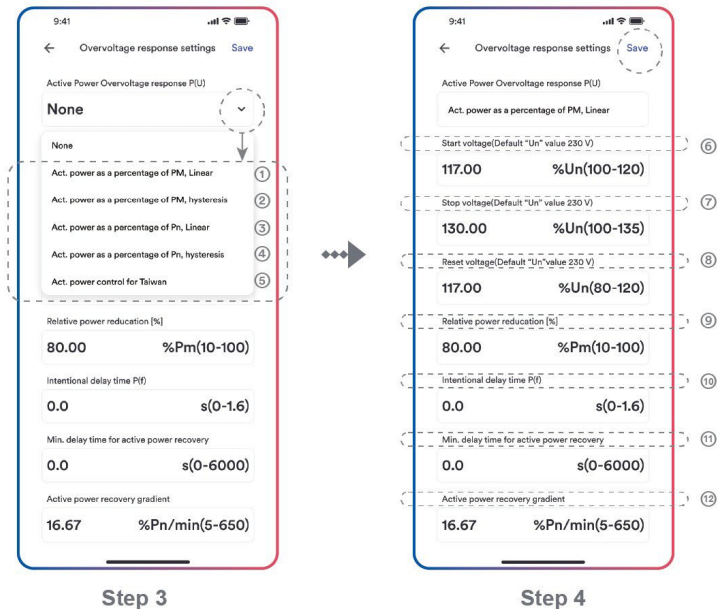 9:41
Overvoltage response settings Save
Active Power Overvoltage response P(U)
None
None
Act. power as a percentage of PM, Linear
①
Act. power as a percentage of PM, hysteresis
②
Act. power as a percentage of Pn, Linear
③
Act. power as a percentage of Pn, hysteresis
④
Act. power control for Taiwan
⑤
Relative power reducation [%]
80.00 %Pm(10-100)
Intentional delay time P(f)
0.0 s(0-1.6)
Min. delay time for active power recovery
0.0 s(0-6000)
Active power recovery gradient
16.67 %Pn/min(5-650)
Step 3
9:41
Overvoltage response settings Save
Active Power Overvoltage response P(U)
Act. power as a percentage of PM, Linear
Start voltage(Default “Un” value 230 V)
⑥
117.00 %Un(100-120)
Stop voltage(Default “Un” value 230 V)
⑦
130.00 %Un(100-135)
Reset voltage(Default “Un”value 230 V)
⑧
117.00 %Un(80-120)
Relative power reducation [%]
⑨
80.00 %Pm(10-100)
Intentional delay time P(f)
⑩
0.0 s(0-1.6)
Min. delay time for active power recovery
⑪
0.0 s(0-6000)
Active power recovery gradient
⑫
16.67 %Pn/min(5-650)
Step 4